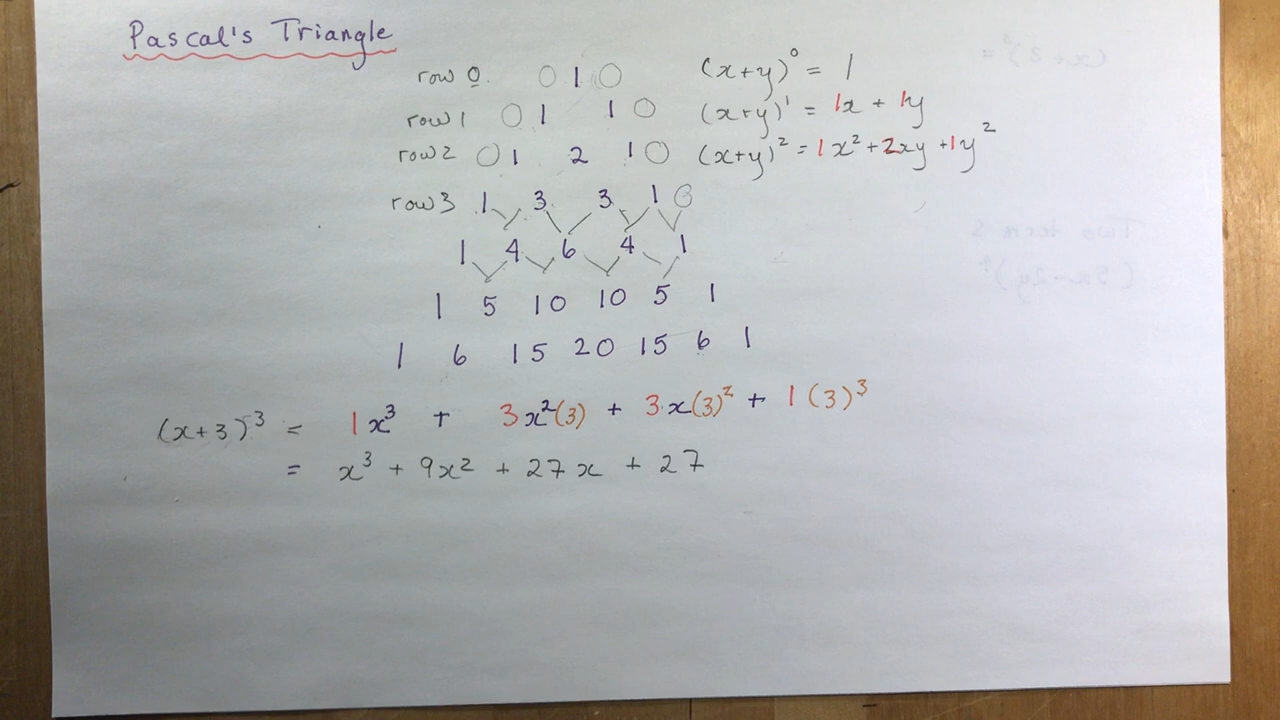 Pascal's Triangle
row 0 0 1 0 (x+y)⁰ = 1
row 1 0 1 1 0 (x+y)¹ = 1x + 1y
row 2 0 1 2 1 0 (x+y)² = 1x² + 2xy + 1y²
row 3 1 3 3 1 0
1 4 6 4 1
1 5 10 10 5 1
1 6 15 20 15 6 1
(x+3)³ = 1x³ + 3x²(3) + 3x(3)² + 1(3)³
= x³ + 9x² + 27x + 27